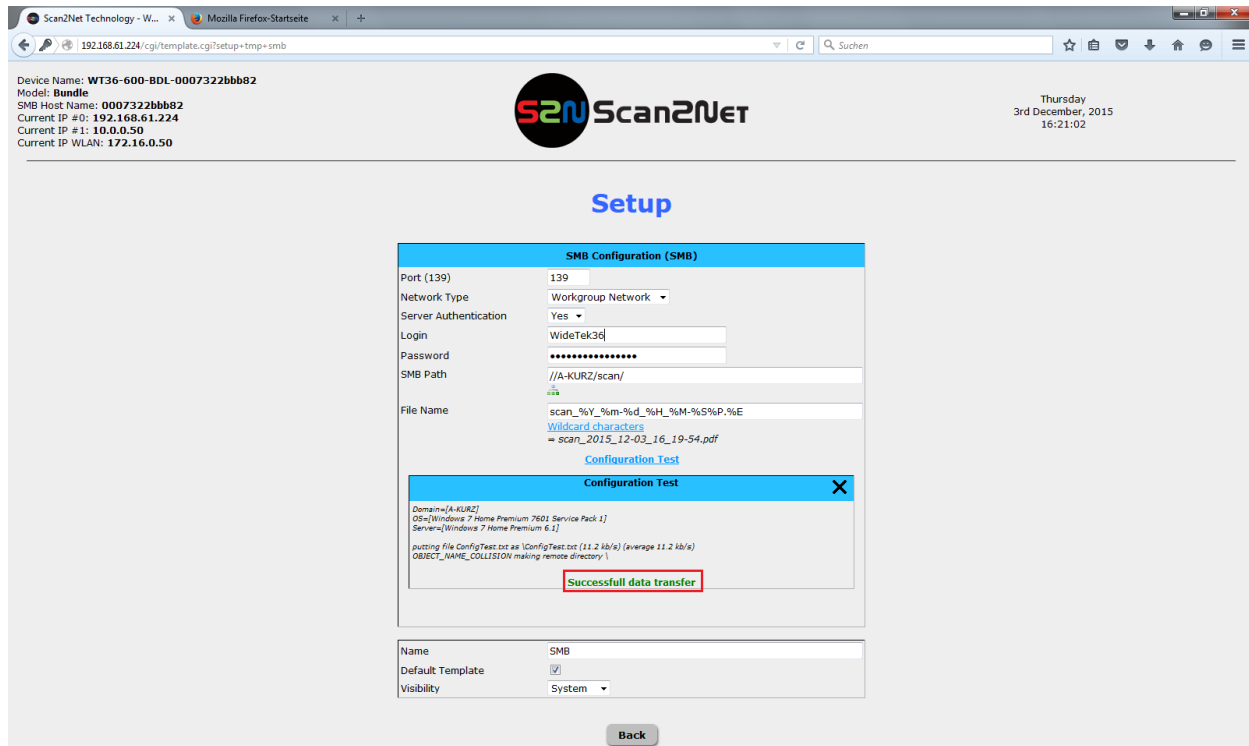 Scan2Net Technology - W...
Mozilla Firefox-Startseite
192.168.61.224/cgi/template.cgi?setup+tmp+smb
Suchen
Device Name: WT36-600-BDL-0007322bbb82
Model: Bundle
SMB Host Name: 0007322bbb82
Current IP #0: 192.168.61.224
Current IP #1: 10.0.0.50
Current IP WLAN: 172.16.0.50
S2N Scan2Net
Thursday
3rd December, 2015
16:21:02
Setup
SMB Configuration (SMB)
Port (139) 139
Network Type Workgroup Network
Server Authentication Yes
Login WideTek36
Password ••••••••••••••••
SMB Path //A-KURZ/scan/
File Name scan_%Y_%m-%d_%H_%M-%S%P.%E
Wildcard characters
= scan_2015_12-03_16_19-54.pdf
Configuration Test
Configuration Test
Domain=[A-KURZ]
OS=[Windows 7 Home Premium 7601 Service Pack 1]
Server=[Windows 7 Home Premium 6.1]
putting file ConfigTest.txt as \ConfigTest.txt (11.2 kb/s) (average 11.2 kb/s)
OBJECT_NAME_COLLISION making remote directory \
Successfull data transfer
Name SMB
Default Template
Visibility System
Back